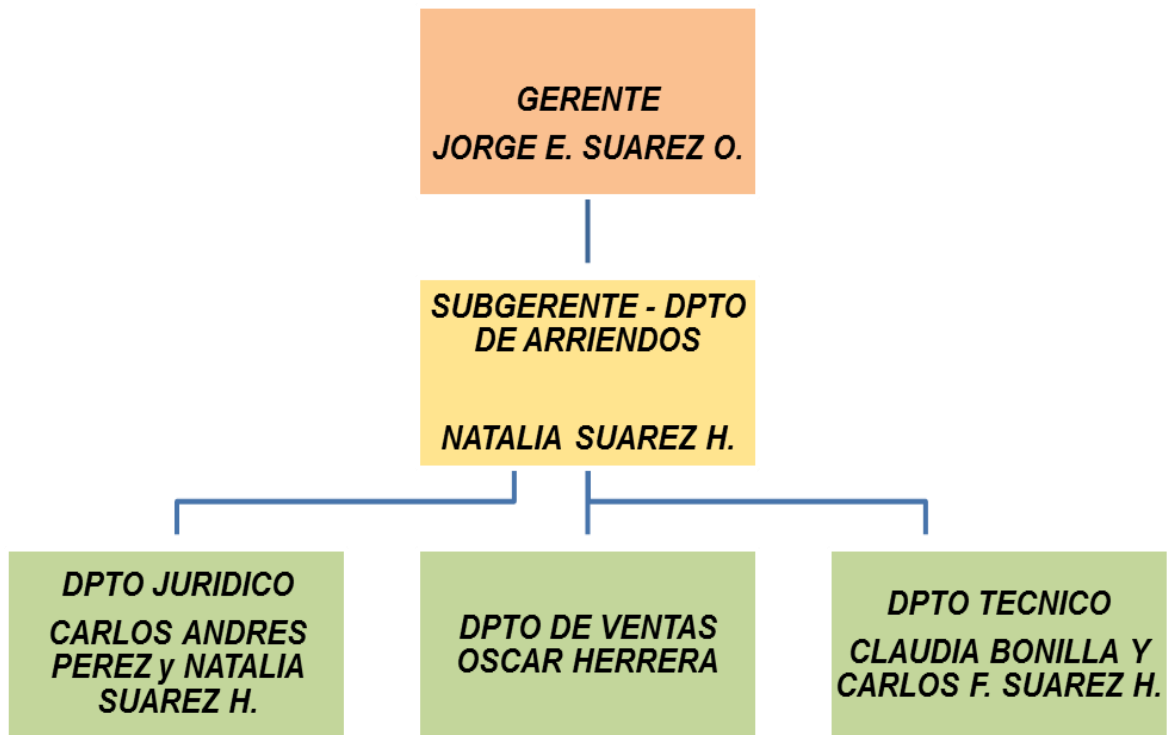 GERENTE
JORGE E. SUAREZ O.
SUBGERENTE - DPTO
DE ARRIENDOS
NATALIA SUAREZ H.
DPTO JURIDICO
CARLOS ANDRES
PEREZ y NATALIA
SUAREZ H.
DPTO DE VENTAS
OSCAR HERRERA
DPTO TECNICO
CLAUDIA BONILLA Y
CARLOS F. SUAREZ H.